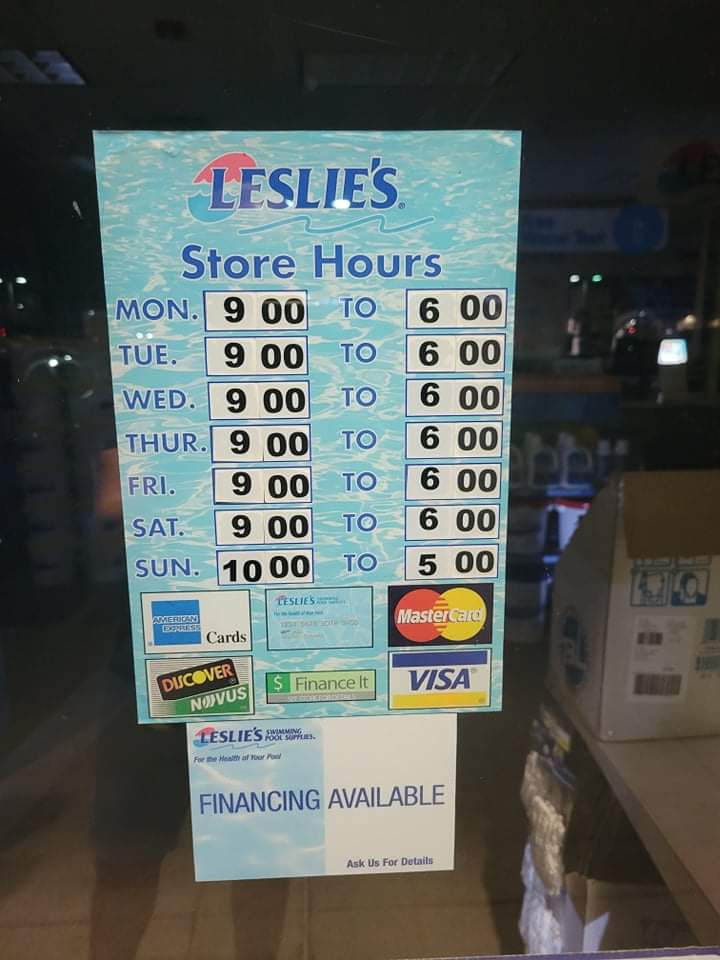 LESLIE'S®
Store Hours
MON. 9 00 TO 6 00
TUE. 9 00 TO 6 00
WED. 9 00 TO 6 00
THUR. 9 00 TO 6 00
FRI. 9 00 TO 6 00
SAT. 9 00 TO 6 00
SUN. 10 00 TO 5 00
AMERICAN EXPRESS Cards
LESLIE'S
MasterCard
DISCOVER
NOVUS
$ Finance It
VISA
LESLIE'S SWIMMING POOL SUPPLIES.
For the Health of Your Pool
FINANCING AVAILABLE
Ask Us For Details